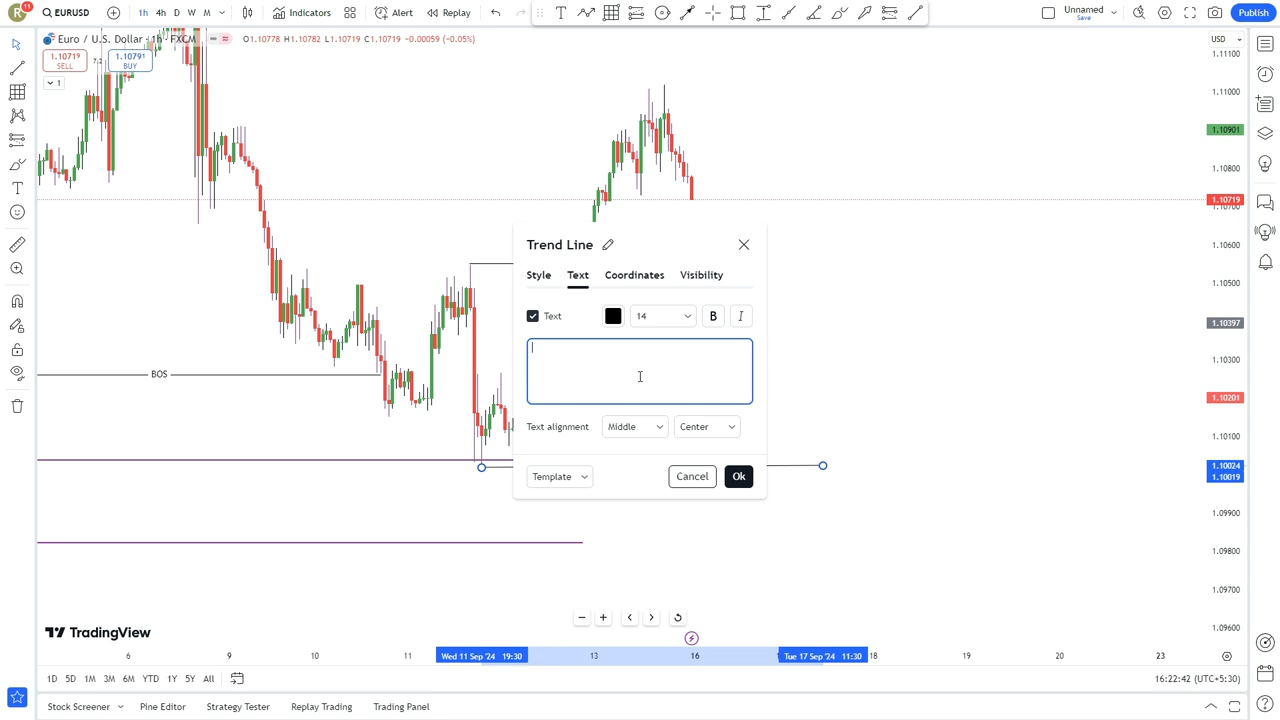 R 11 EURUSD 1h 4h D W M Indicators Alert Replay Unnamed Save Publish
Euro / U.S. Dollar · 1h · FXCM O1.10778 H1.10782 L1.10719 C1.10719 −0.00059 (−0.05%) USD
1.10719 SELL 1.10791 BUY
1
1.11100
1.11000
1.10901
1.10800
1.10719
1.10700
1.10600
1.10500
1.10397
1.10300
1.10201
1.10100
1.10024
1.10019
1.09900
1.09800
1.09700
1.09600
BOS
Trend Line
Style Text Coordinates Visibility
Text 14 B I
Text alignment Middle Center
Template Cancel Ok
TradingView
6 9 10 11 Wed 11 Sep '24 19:30 13 16 Tue 17 Sep '24 11:30 18 19 20 23
1D 5D 1M 3M 6M YTD 1Y 5Y All 16:22:42 (UTC+5:30)
Stock Screener Pine Editor Strategy Tester Replay Trading Trading Panel